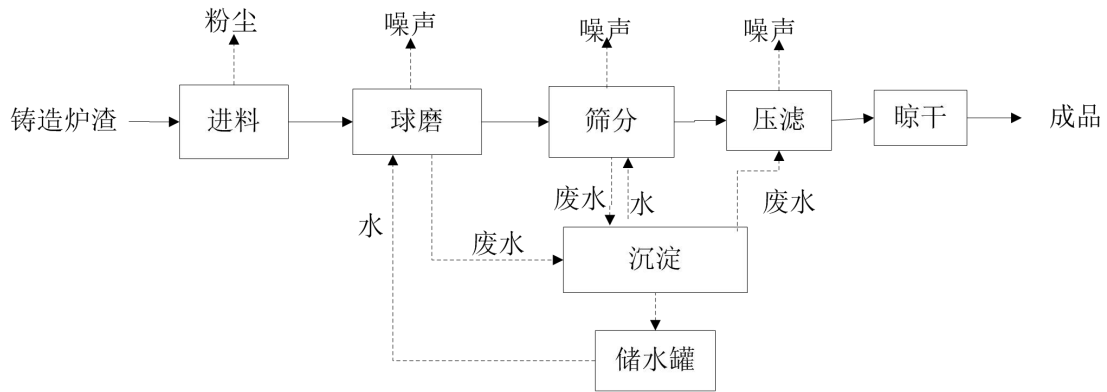 粉尘
噪声
噪声
噪声
铸造炉渣
进料
球磨
筛分
压滤
晾干
成品
废水
水
废水
水
废水
沉淀
储水罐